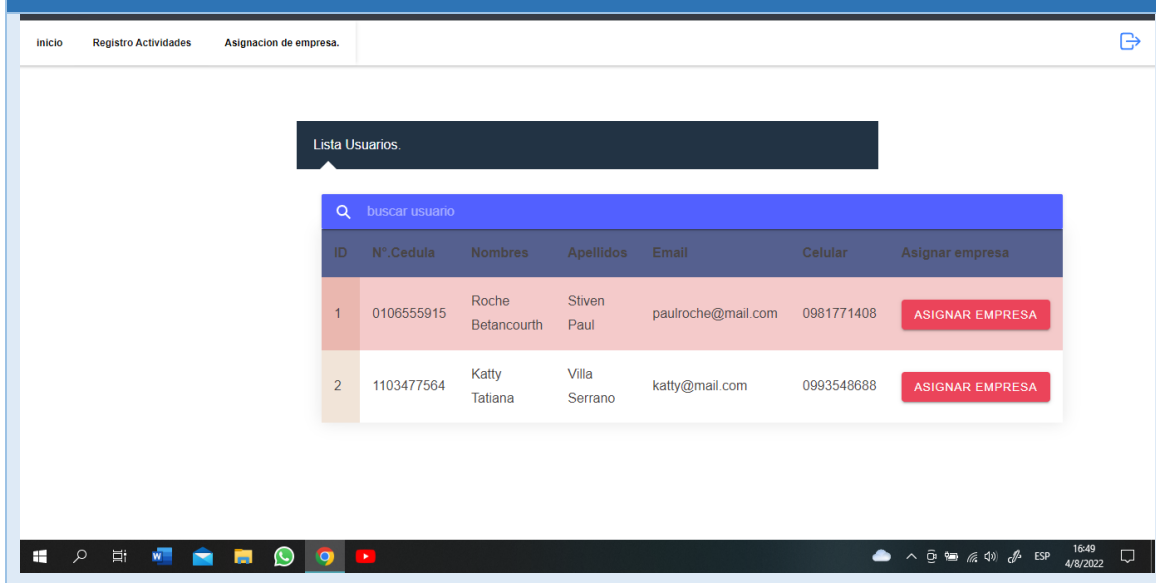 inicio Registro Actividades Asignacion de empresa.
Lista Usuarios.
buscar usuario
ID N°.Cedula Nombres Apellidos Email Celular Asignar empresa
1 0106555915 Roche Betancourth Stiven Paul paulroche@mail.com 0981771408 ASIGNAR EMPRESA
2 1103477564 Katty Tatiana Villa Serrano katty@mail.com 0993548688 ASIGNAR EMPRESA
ESP 16:49
4/8/2022